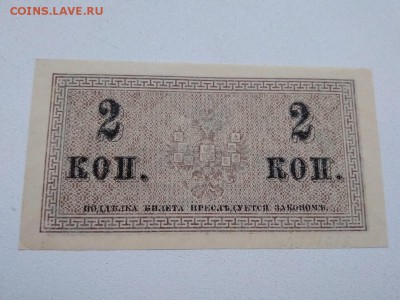 COINS.LAVE.RU
2 2
КОП. КОП.
ПОДДѢЛКА БИЛЕТА ПРЕСЛѢДУЕТСЯ ЗАКОНОМЪ.